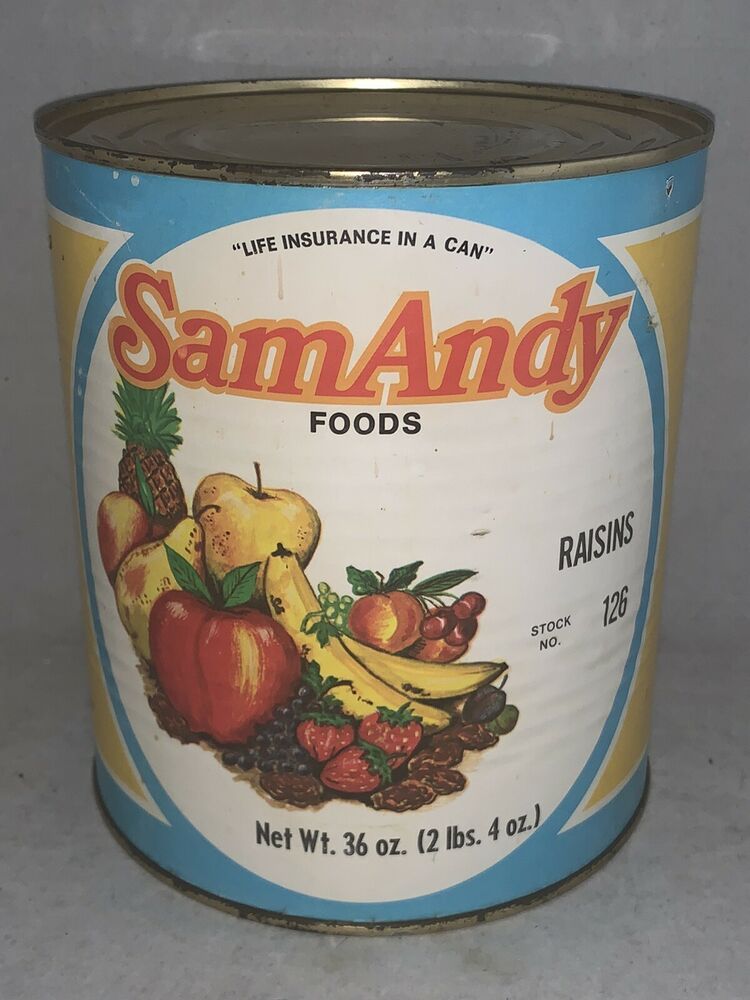 "LIFE INSURANCE IN A CAN"
SamAndy
FOODS
RAISINS
STOCK NO. 126
Net Wt. 36 oz. (2 lbs. 4 oz.)